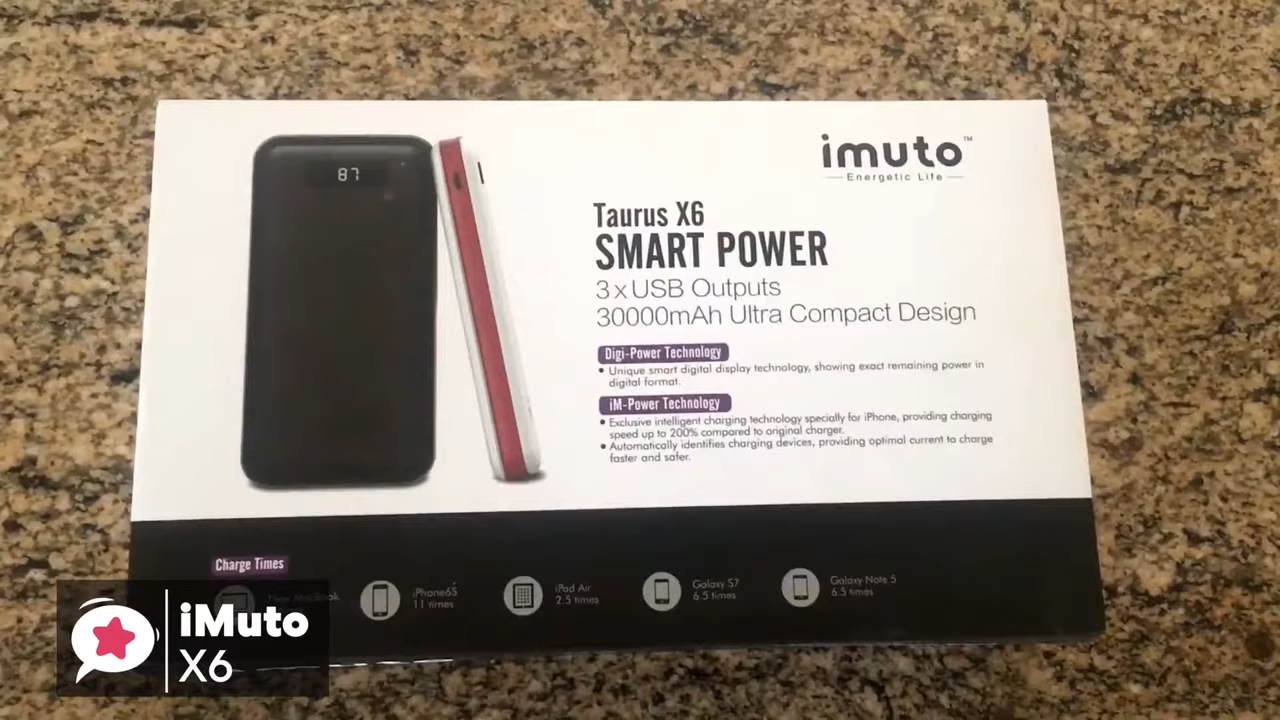 87
imuto™
Energetic Life
Taurus X6
SMART POWER
3 x USB Outputs
30000mAh Ultra Compact Design
Digi-Power Technology
• Unique smart digital display technology, showing exact remaining power in
digital format.
iM-Power Technology
• Exclusive intelligent charging technology specially for iPhone, providing charging
speed up to 200% compared to original charger.
• Automatically identifies charging devices, providing optimal current to charge
faster and safer.
Charge Times
New MacBook
iPhone6S
11 times
iPad Air
2.5 times
Galaxy S7
6.5 times
Galaxy Note 5
6.5 times
iMuto
X6